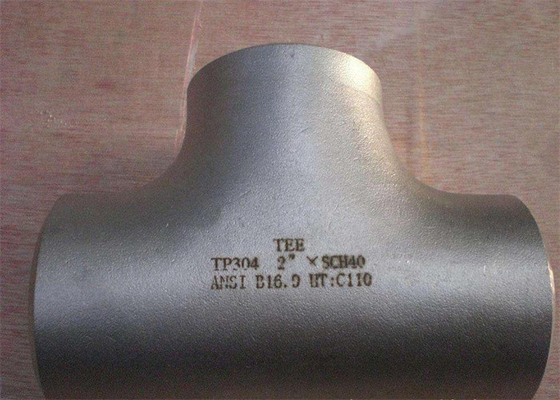 TEE
TP304 2" × SCH40
ANSI B16.9 HT:C110